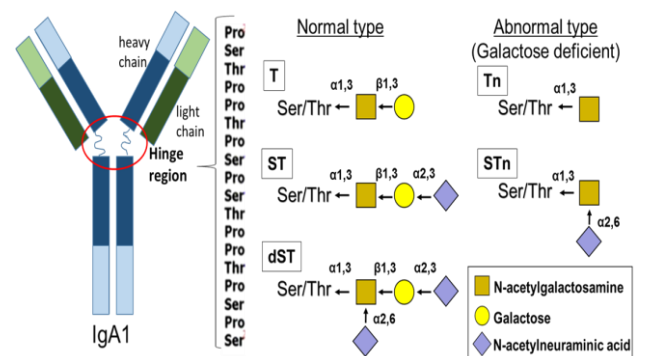 heavy
chain
light
chain
Hinge
region
IgA1
Pro
Ser
Thr
Pro
Pro
Thr
Pro
Ser
Pro
Ser
Thr
Pro
Pro
Thr
Pro
Ser
Pro
Ser
Normal type
T
α1,3 β1,3
Ser/Thr
ST
α1,3 β1,3 α2,3
Ser/Thr
dST
α1,3 β1,3 α2,3
Ser/Thr
α2,6
Abnormal type
(Galactose deficient)
Tn
α1,3
Ser/Thr
STn
α1,3
Ser/Thr
α2,6
N-acetylgalactosamine
Galactose
N-acetylneuraminic acid